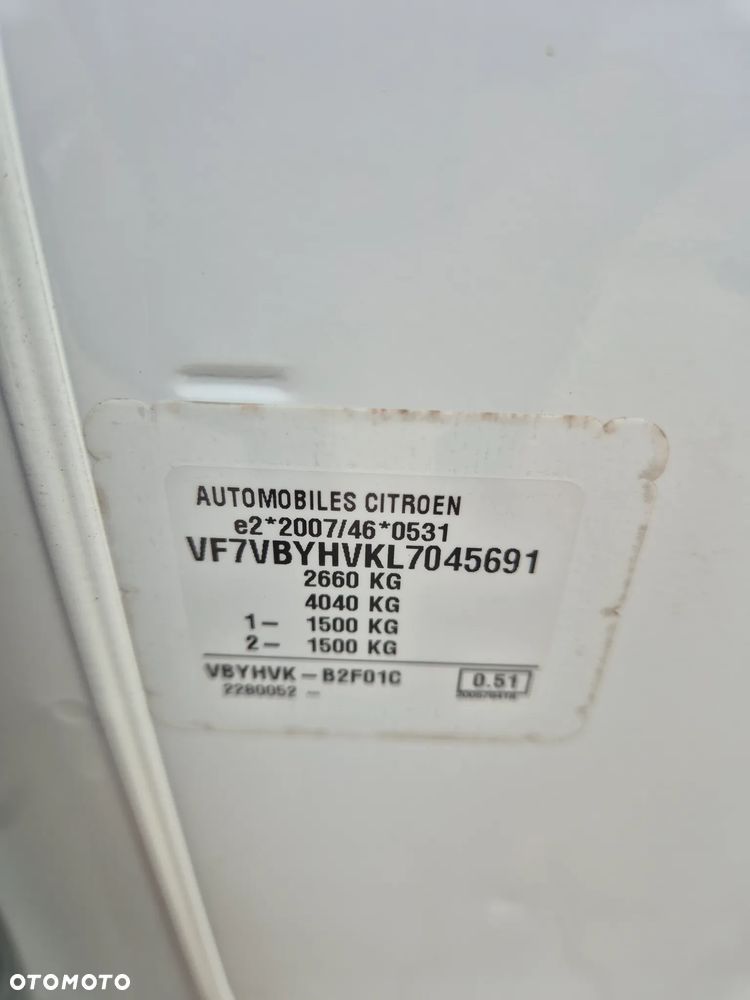 AUTOMOBILES CITROEN
e2*2007/46*0531
VF7VBYHVKL7045691
2660 KG
4040 KG
1- 1500 KG
2- 1500 KG
VBYHVK-B2F01C 0.51
2280052 -
OTOMOTO